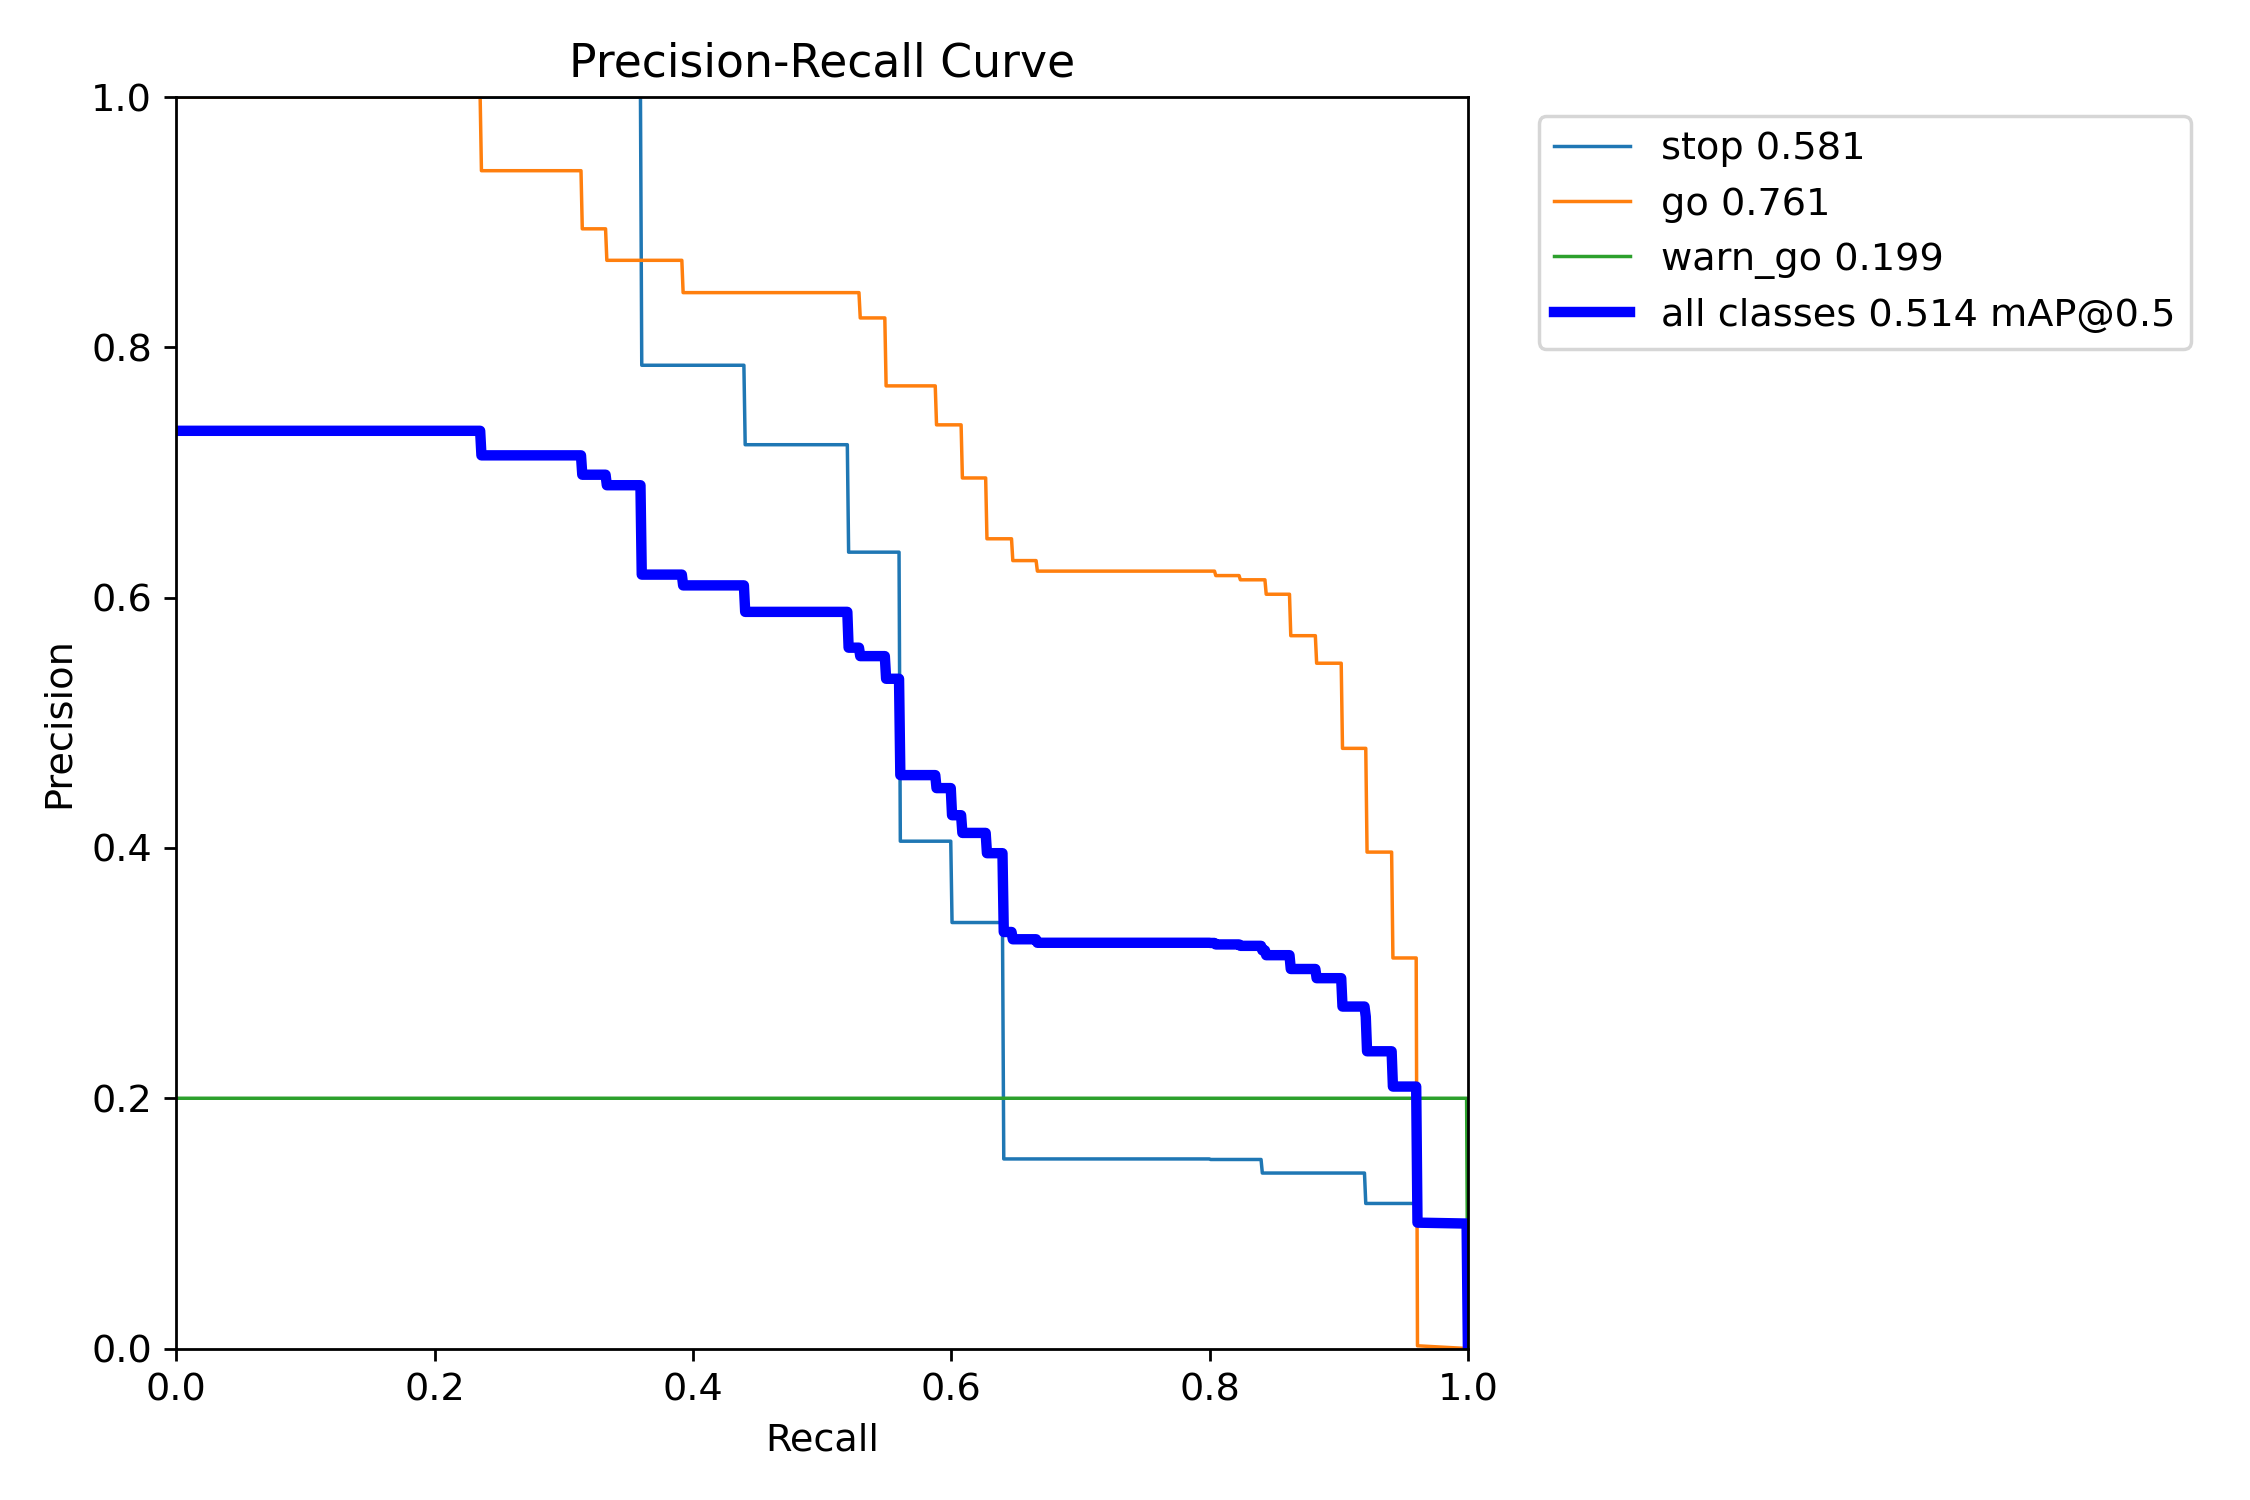 Precision-Recall Curve
1.0
0.8
0.6
0.4
0.2
0.0
Precision
0.0 0.2 0.4 0.6 0.8 1.0
Recall
stop 0.581
go 0.761
warn_go 0.199
all classes 0.514 mAP@0.5